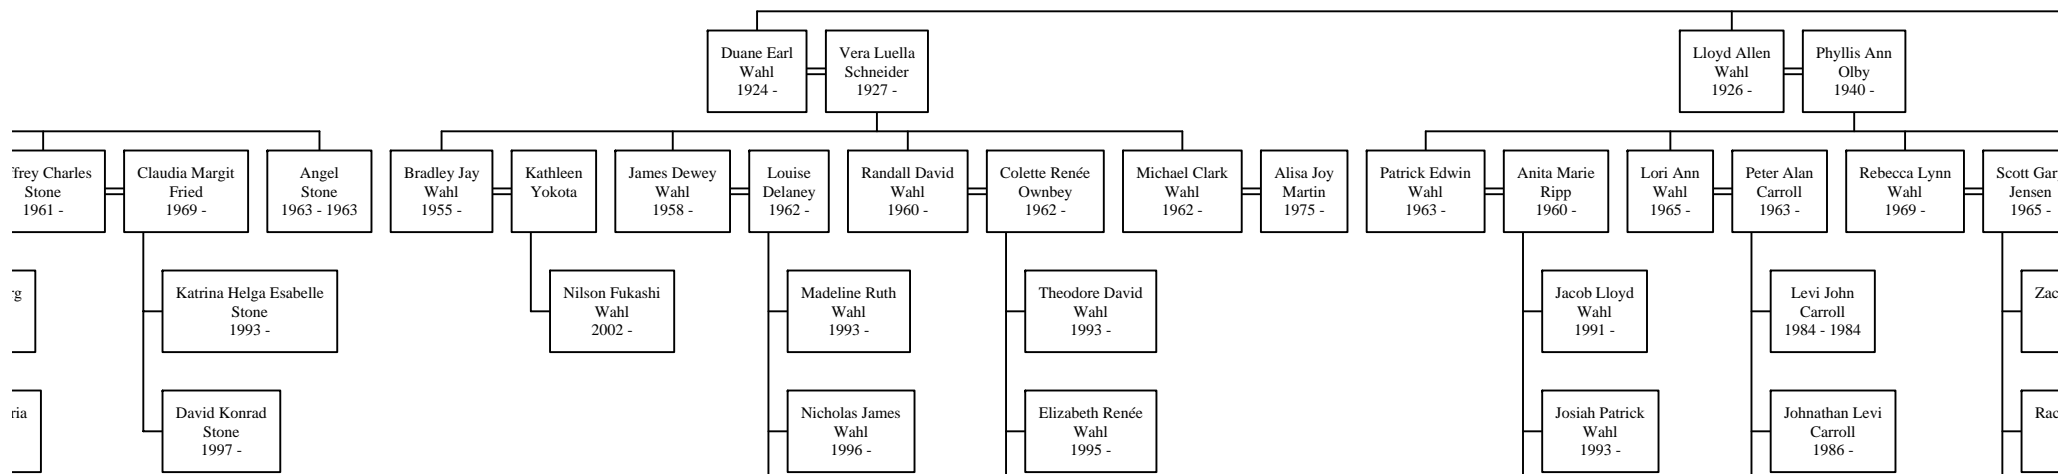 Duane Earl
Wahl
1924 -
Vera Luella
Schneider
1927 -
Lloyd Allen
Wahl
1926 -
Phyllis Ann
Olby
1940 -
Charles
Stone
1961 -
Claudia Margit
Fried
1969 -
Angel
Stone
1963 - 1963
Bradley Jay
Wahl
1955 -
Kathleen
Yokota
James Dewey
Wahl
1958 -
Louise
Delaney
1962 -
Randall David
Wahl
1960 -
Colette Renée
Ownbey
1962 -
Michael Clark
Wahl
1962 -
Alisa Joy
Martin
1975 -
Patrick Edwin
Wahl
1963 -
Anita Marie
Ripp
1960 -
Lori Ann
Wahl
1965 -
Peter Alan
Carroll
1963 -
Rebecca Lynn
Wahl
1969 -
Scott
Jensen
1965 -
Katrina Helga Esabelle
Stone
1993 -
Nilson Fukashi
Wahl
2002 -
Madeline Ruth
Wahl
1993 -
Theodore David
Wahl
1993 -
Jacob Lloyd
Wahl
1991 -
Levi John
Carroll
1984 - 1984
David Konrad
Stone
1997 -
Nicholas James
Wahl
1996 -
Elizabeth Renée
Wahl
1995 -
Josiah Patrick
Wahl
1993 -
Johnathan Levi
Carroll
1986 -